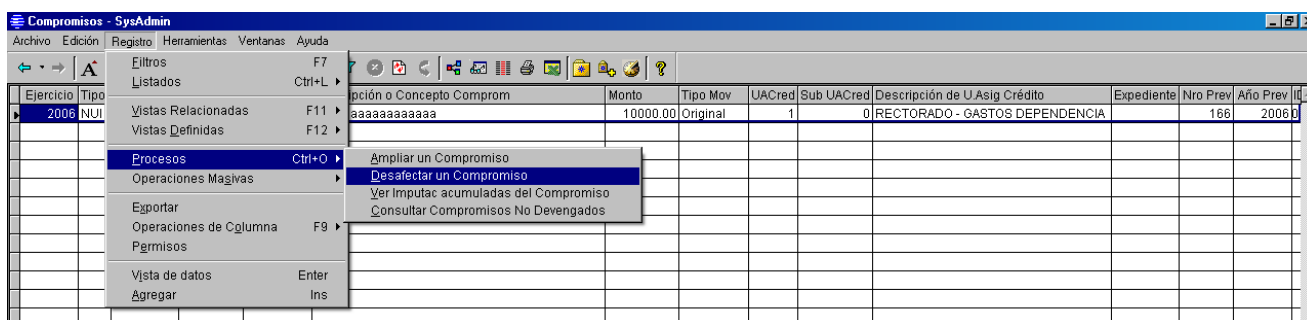 Compromisos - SysAdmin
Archivo Edición Registro Herramientas Ventanas Ayuda
Filtros F7
Listados Ctrl+L
Vistas Relacionadas F11
Vistas Definidas F12
Procesos Ctrl+O
Operaciones Masivas
Exportar
Operaciones de Columna F9
Permisos
Vista de datos Enter
Agregar Ins
Ampliar un Compromiso
Desafectar un Compromiso
Ver Imputac acumuladas del Compromiso
Consultar Compromisos No Devengados
Ejercicio Tipo ipción o Concepto Comprom Monto Tipo Mov UACred Sub UACred Descripción de U.Asig Crédito Expediente Nro Prev Año Prev
2006 NUI aaaaaaaaaaaaa 10000.00 Original 1 0 RECTORADO - GASTOS DEPENDENCIA 166 2006 0